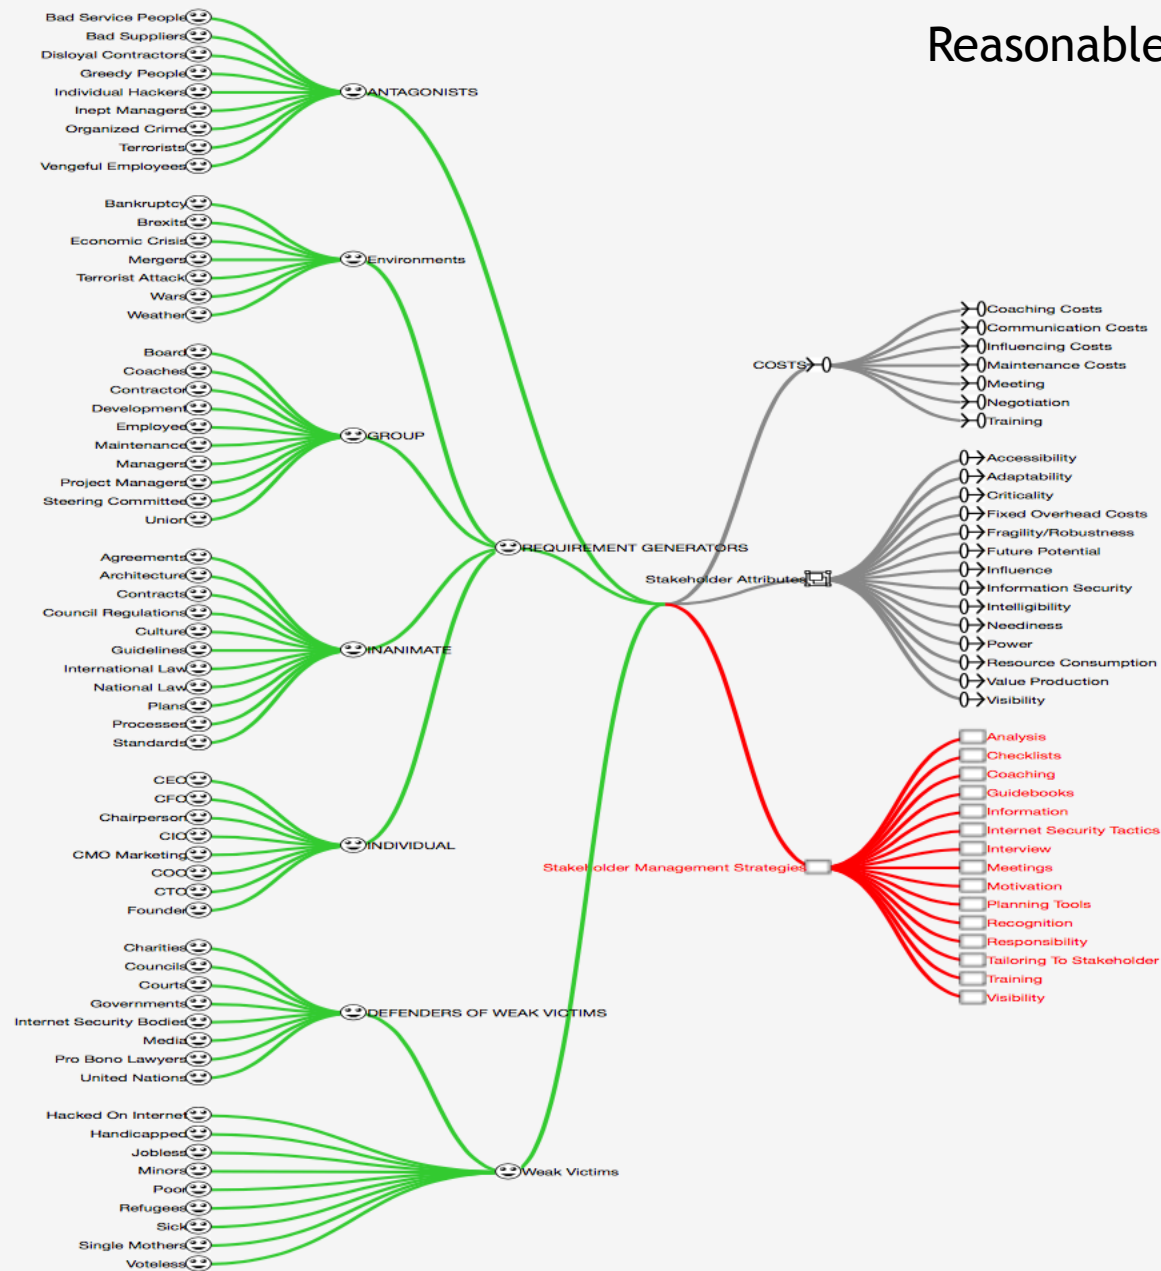 Reasonable
Bad Service People
Bad Suppliers
Disloyal Contractors
Greedy People
Individual Hackers
Inept Managers
Organized Crime
Terrorists
Vengeful Employees
ANTAGONISTS
Bankruptcy
Brexits
Economic Crisis
Mergers
Terrorist Attack
Wars
Weather
Environments
Board
Coaches
Contractor
Development
Employee
Maintenance
Managers
Project Managers
Steering Committee
Union
GROUP
Agreements
Architecture
Contracts
Council Regulations
Culture
Guidelines
International Law
National Law
Plans
Processes
Standards
INANIMATE
CEO
CFO
Chairperson
CIO
CMO Marketing
COO
CTO
Founder
INDIVIDUAL
REQUIREMENT GENERATORS
Charities
Councils
Courts
Governments
Internet Security Bodies
Media
Pro Bono Lawyers
United Nations
DEFENDERS OF WEAK VICTIMS
Hacked On Internet
Handicapped
Jobless
Minors
Poor
Refugees
Sick
Single Mothers
Voteless
Weak Victims
COSTS
Coaching Costs
Communication Costs
Influencing Costs
Maintenance Costs
Meeting
Negotiation
Training
Stakeholder Attributes
Accessibility
Adaptability
Criticality
Fixed Overhead Costs
Fragility/Robustness
Future Potential
Influence
Information Security
Intelligibility
Neediness
Power
Resource Consumption
Value Production
Visibility
Stakeholder Management Strategies
Analysis
Checklists
Coaching
Guidebooks
Information
Internet Security Tactics
Interview
Meetings
Motivation
Planning Tools
Recognition
Responsibility
Tailoring To Stakeholder
Training
Visibility